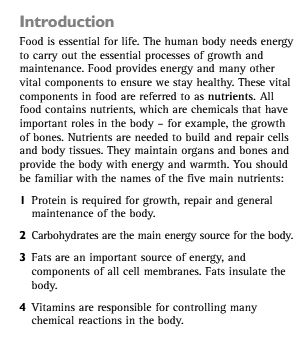 Introduction
Food is essential for life. The human body needs energy
to carry out the essential processes of growth and
maintenance. Food provides energy and many other
vital components to ensure we stay healthy. These vital
components in food are referred to as nutrients. All
food contains nutrients, which are chemicals that have
important roles in the body – for example, the growth
of bones. Nutrients are needed to build and repair cells
and body tissues. They maintain organs and bones and
provide the body with energy and warmth. You should
be familiar with the names of the five main nutrients:
1 Protein is required for growth, repair and general
maintenance of the body.
2 Carbohydrates are the main energy source for the body.
3 Fats are an important source of energy, and
components of all cell membranes. Fats insulate the
body.
4 Vitamins are responsible for controlling many
chemical reactions in the body.